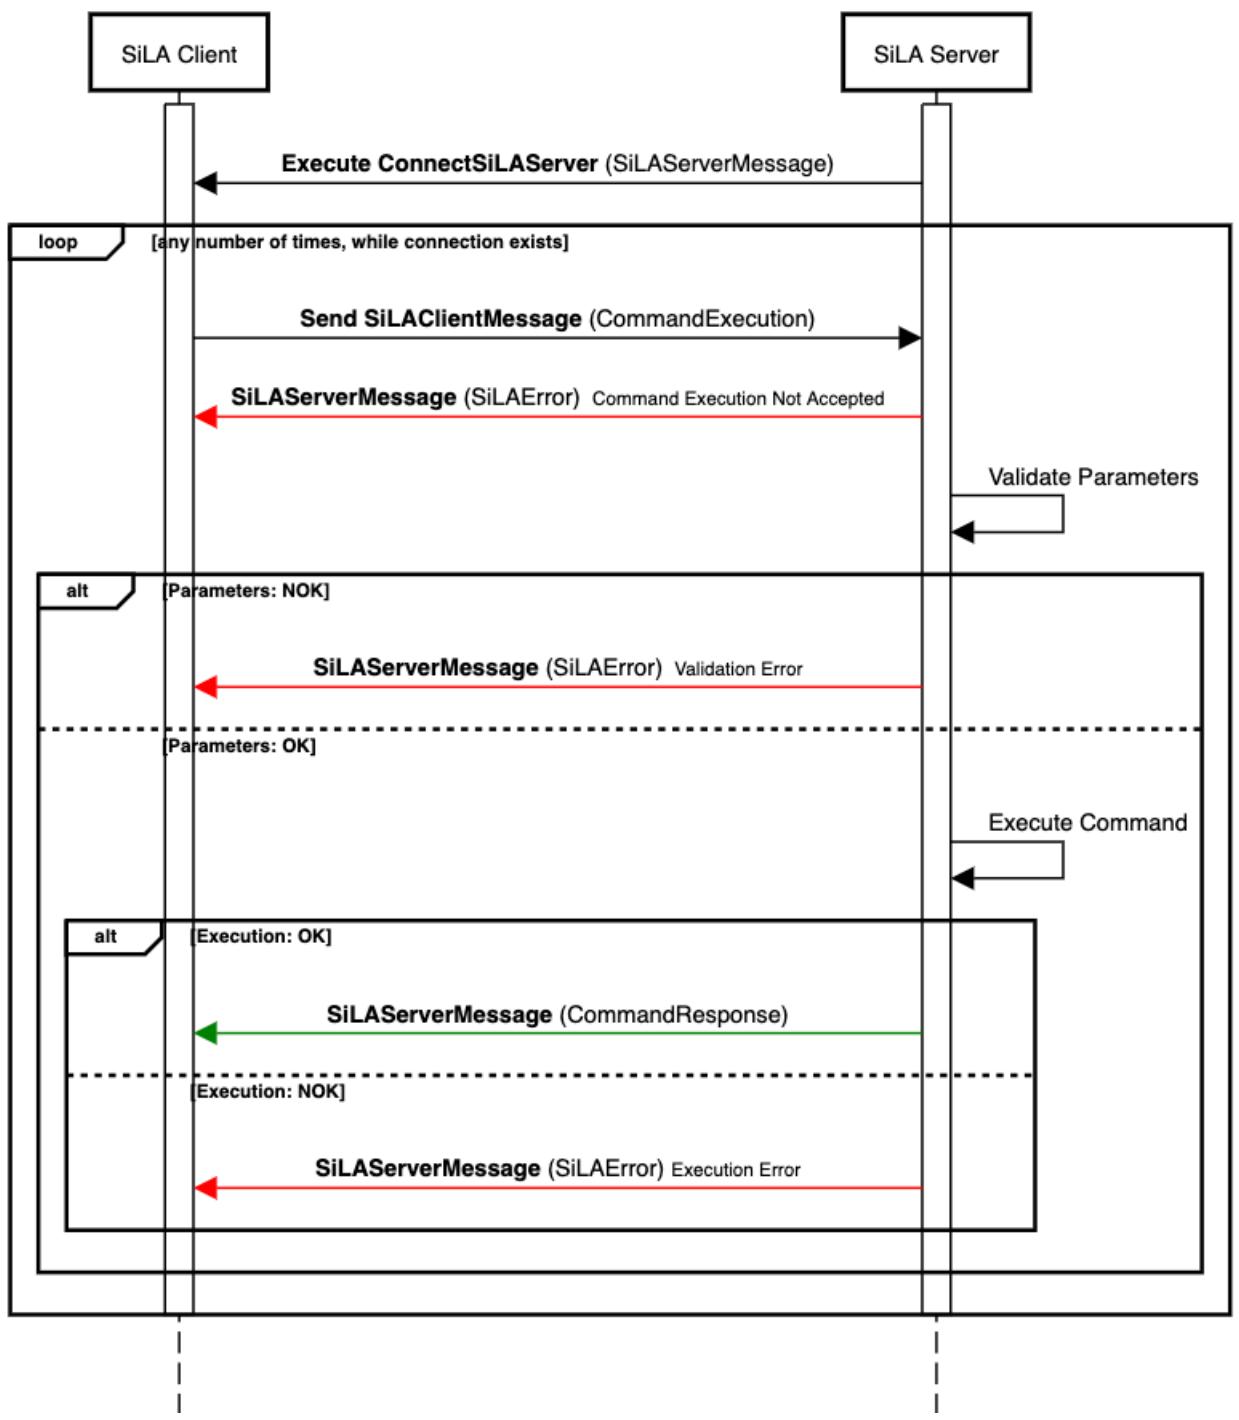 SiLA Client
SiLA Server
Execute ConnectSiLAServer (SiLAServerMessage)
loop
[any number of times, while connection exists]
Send SiLAClientMessage (CommandExecution)
SiLAServerMessage (SiLAError) Command Execution Not Accepted
Validate Parameters
alt
[Parameters: NOK]
SiLAServerMessage (SiLAError) Validation Error
[Parameters: OK]
Execute Command
alt
[Execution: OK]
SiLAServerMessage (CommandResponse)
[Execution: NOK]
SiLAServerMessage (SiLAError) Execution Error